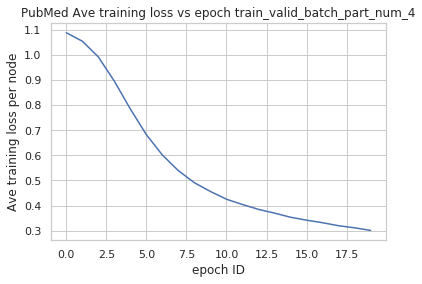 PubMed Ave training loss vs epoch train_valid_batch_part_num_4
1.1
1.0
0.9
0.8
0.7
0.6
0.5
0.4
0.3
Ave training loss per node
0.0 2.5 5.0 7.5 10.0 12.5 15.0 17.5
epoch ID